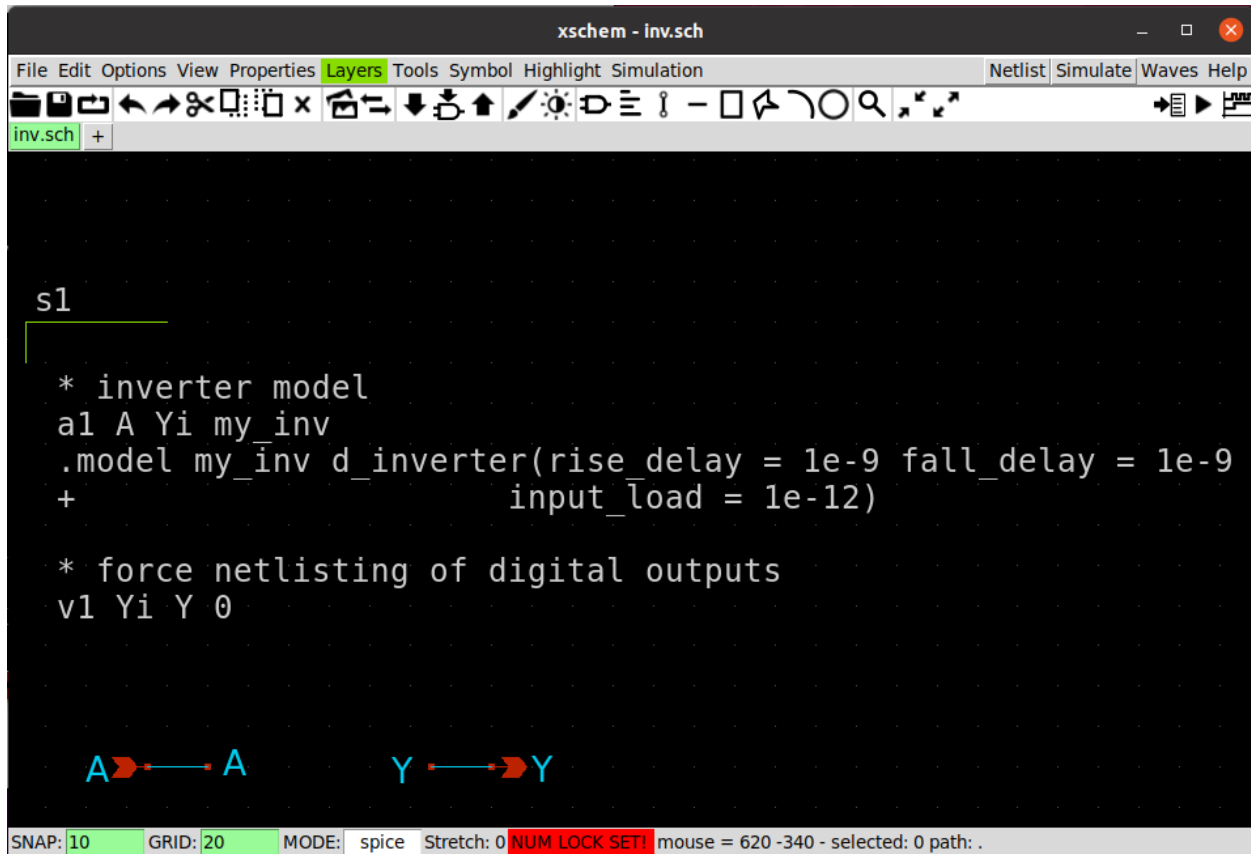 xschem - inv.sch
File Edit Options View Properties Layers Tools Symbol Highlight Simulation Netlist Simulate Waves Help
inv.sch +
s1
* inverter model
a1 A Yi my_inv
.model my_inv d_inverter(rise_delay = 1e-9 fall_delay = 1e-9
+ input_load = 1e-12)
* force netlisting of digital outputs
v1 Yi Y 0
A A Y Y
SNAP: 10 GRID: 20 MODE: spice Stretch: 0 NUM LOCK SET! mouse = 620 -340 - selected: 0 path: .